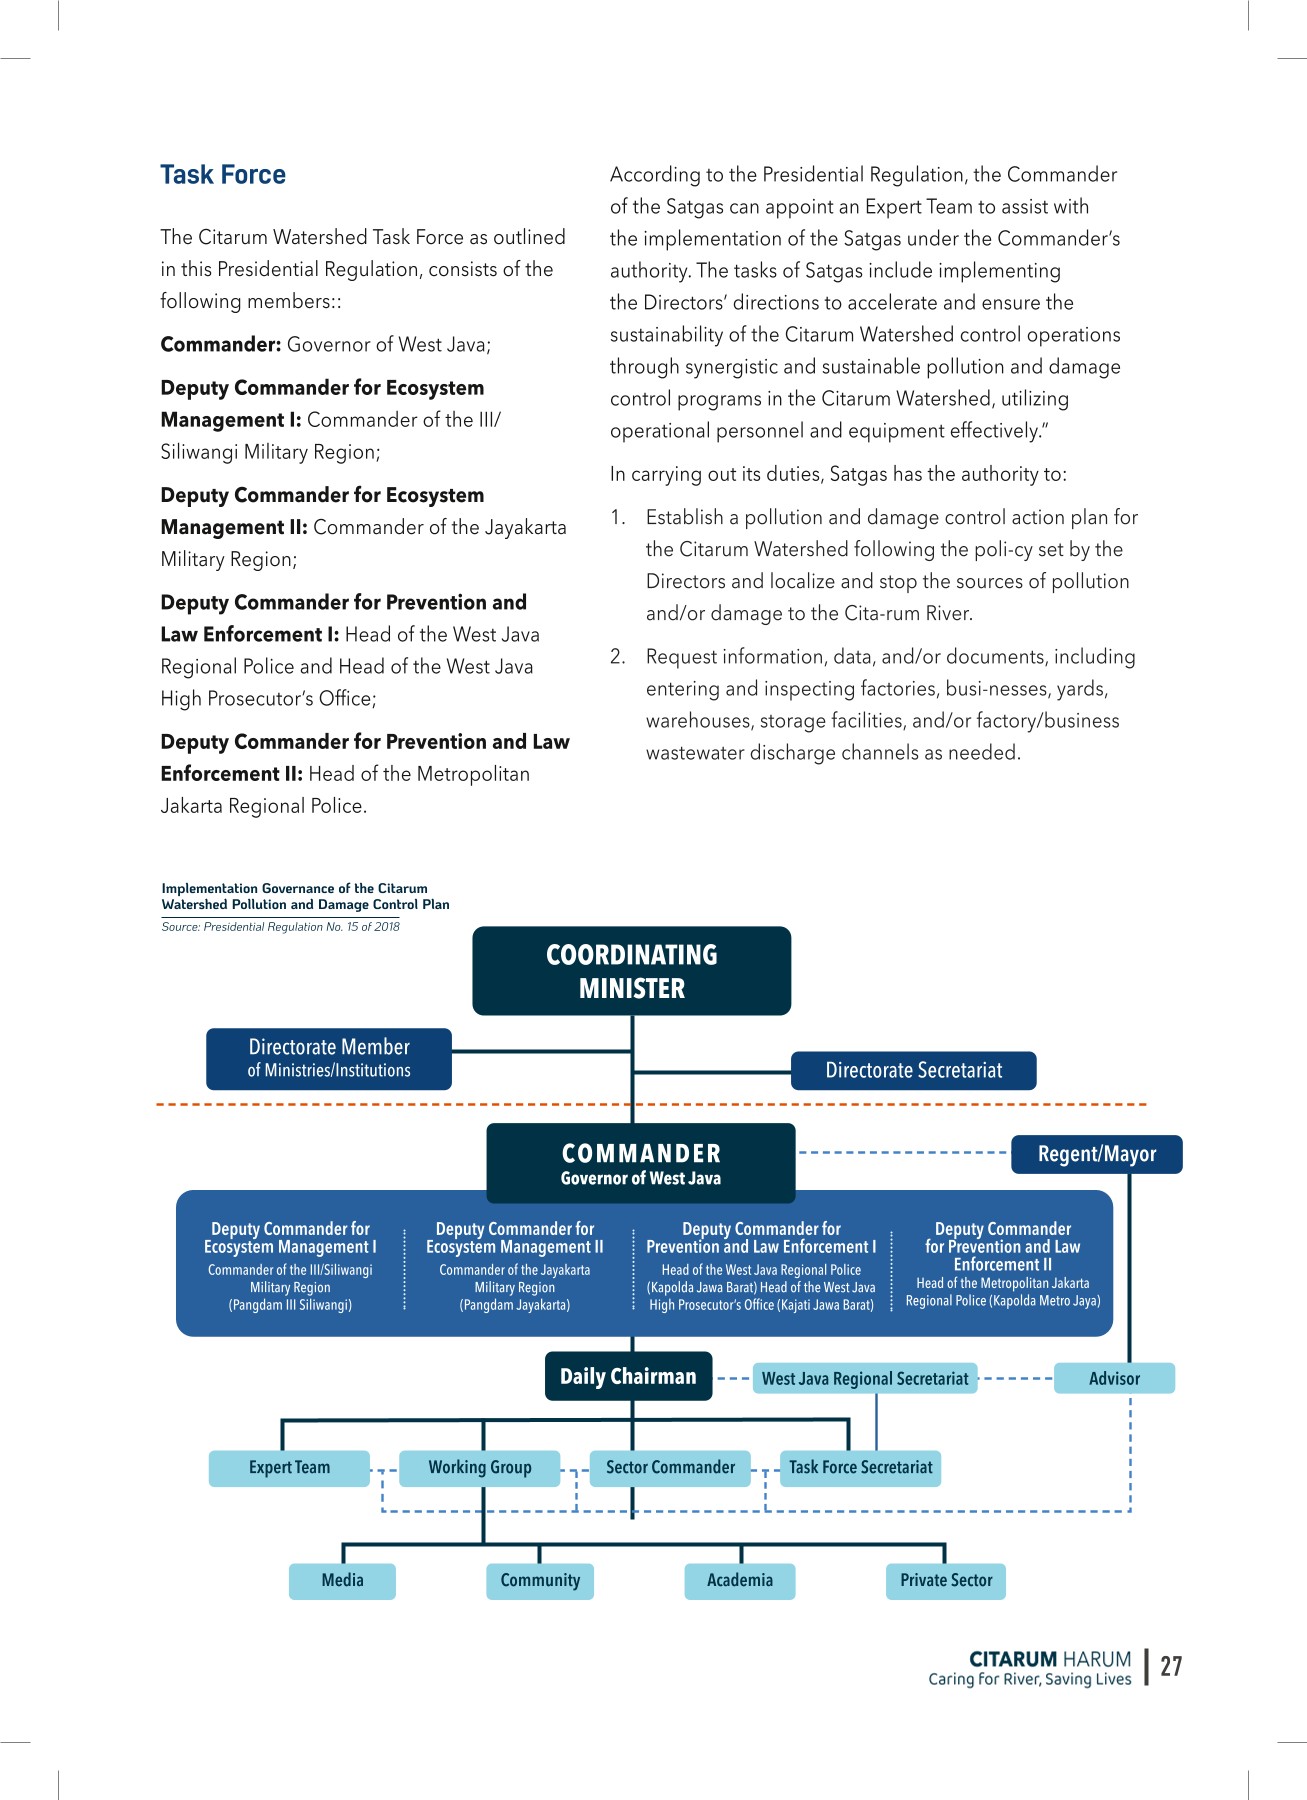 Task Force
The Citarum Watershed Task Force as outlined
in this Presidential Regulation, consists of the
following members::
Commander: Governor of West Java;
Deputy Commander for Ecosystem
Management I: Commander of the III/
Siliwangi Military Region;
Deputy Commander for Ecosystem
Management II: Commander of the Jayakarta
Military Region;
Deputy Commander for Prevention and
Law Enforcement I: Head of the West Java
Regional Police and Head of the West Java
High Prosecutor’s Office;
Deputy Commander for Prevention and Law
Enforcement II: Head of the Metropolitan
Jakarta Regional Police.
According to the Presidential Regulation, the Commander
of the Satgas can appoint an Expert Team to assist with
the implementation of the Satgas under the Commander’s
authority. The tasks of Satgas include implementing
the Directors’ directions to accelerate and ensure the
sustainability of the Citarum Watershed control operations
through synergistic and sustainable pollution and damage
control programs in the Citarum Watershed, utilizing
operational personnel and equipment effectively.”
In carrying out its duties, Satgas has the authority to:
1. Establish a pollution and damage control action plan for
the Citarum Watershed following the poli-cy set by the
Directors and localize and stop the sources of pollution
and/or damage to the Cita-rum River.
2. Request information, data, and/or documents, including
entering and inspecting factories, busi-nesses, yards,
warehouses, storage facilities, and/or factory/business
wastewater discharge channels as needed.
Implementation Governance of the Citarum
Watershed Pollution and Damage Control Plan
Source: Presidential Regulation No. 15 of 2018
COORDINATING
MINISTER
Directorate Member
of Ministries/Institutions
Directorate Secretariat
COMMANDER
Governor of West Java
Regent/Mayor
Deputy Commander for
Ecosystem Management I
Commander of the III/Siliwangi
Military Region
(Pangdam III Siliwangi)
Deputy Commander for
Ecosystem Management II
Commander of the Jayakarta
Military Region
(Pangdam Jayakarta)
Deputy Commander for
Prevention and Law Enforcement I
Head of the West Java Regional Police
(Kapolda Jawa Barat) Head of the West Java
High Prosecutor’s Office (Kajati Jawa Barat)
Deputy Commander
for Prevention and Law
Enforcement II
Head of the Metropolitan Jakarta
Regional Police (Kapolda Metro Jaya)
Daily Chairman
West Java Regional Secretariat
Advisor
Expert Team
Working Group
Sector Commander
Task Force Secretariat
Media
Community
Academia
Private Sector
CITARUM HARUM
Caring for River, Saving Lives
27